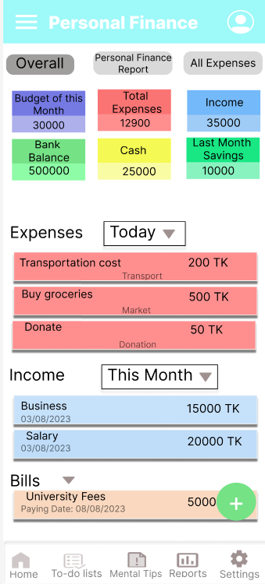 Personal Finance
Overall
Personal Finance
Report
All Expenses
Budget of this
Month
30000
Total
Expenses
12900
Income
35000
Bank
Balance
500000
Cash
25000
Last Month
Savings
10000
Expenses
Today
Transportation cost
200 TK
Transport
Buy groceries
500 TK
Market
Donate
50 TK
Donation
Income
This Month
Business
15000 TK
03/08/2023
Salary
20000 TK
03/08/2023
Bills
University Fees
5000
Paying Date: 08/08/2023
+
Home
To-do lists
Mental Tips
Reports
Settings